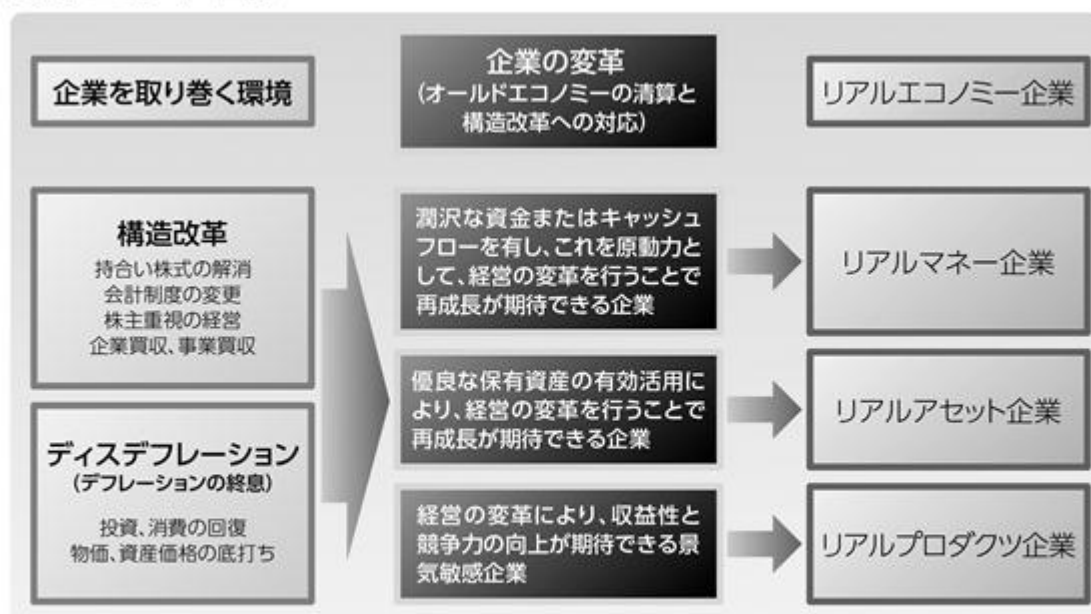 企業を取り巻く環境
企業の変革
(オールドエコノミーの清算と
構造改革への対応)
リアルエコノミー企業
構造改革
持合い株式の解消
会計制度の変更
株主重視の経営
企業買収、事業買収
ディスデフレーション
(デフレーションの終息)
投資、消費の回復
物価、資産価格の底打ち
潤沢な資金またはキャッシュ
フローを有し、これを原動力と
して、経営の変革を行うことで
再成長が期待できる企業
リアルマネー企業
優良な保有資産の有効活用に
より、経営の変革を行うことで
再成長が期待できる企業
リアルアセット企業
経営の変革により、収益性と
競争力の向上が期待できる景
気敏感企業
リアルプロダクツ企業